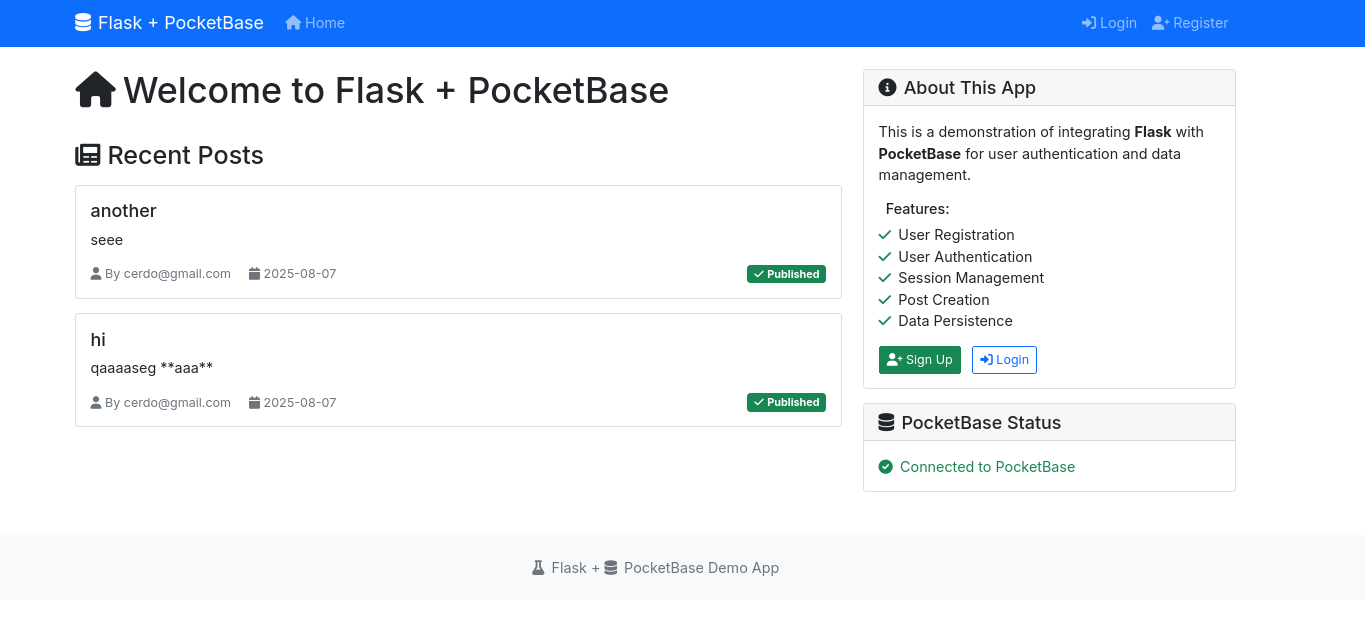 Flask + PocketBase Home Login Register
Welcome to Flask + PocketBase
Recent Posts
another
seee
By cerdo@gmail.com 2025-08-07 Published
hi
qaaaaseg **aaa**
By cerdo@gmail.com 2025-08-07 Published
About This App
This is a demonstration of integrating Flask with
PocketBase for user authentication and data
management.
Features:
User Registration
User Authentication
Session Management
Post Creation
Data Persistence
Sign Up Login
PocketBase Status
Connected to PocketBase
Flask + PocketBase Demo App